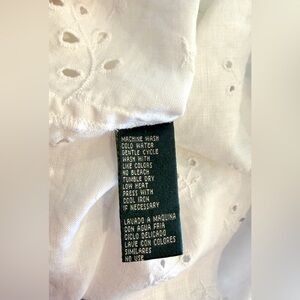 MACHINE WASH
COLD WATER
GENTLE CYCLE
WASH WITH
LIKE COLORS
NO BLEACH
TUMBLE DRY
LOW HEAT
PRESS WITH
COOL IRON
IF NECESSARY
LAVADO A MAQUINA
CON AGUA FRIA
CICLO DELICADO
LAVE CON COLORES
SIMILARES
NO USE